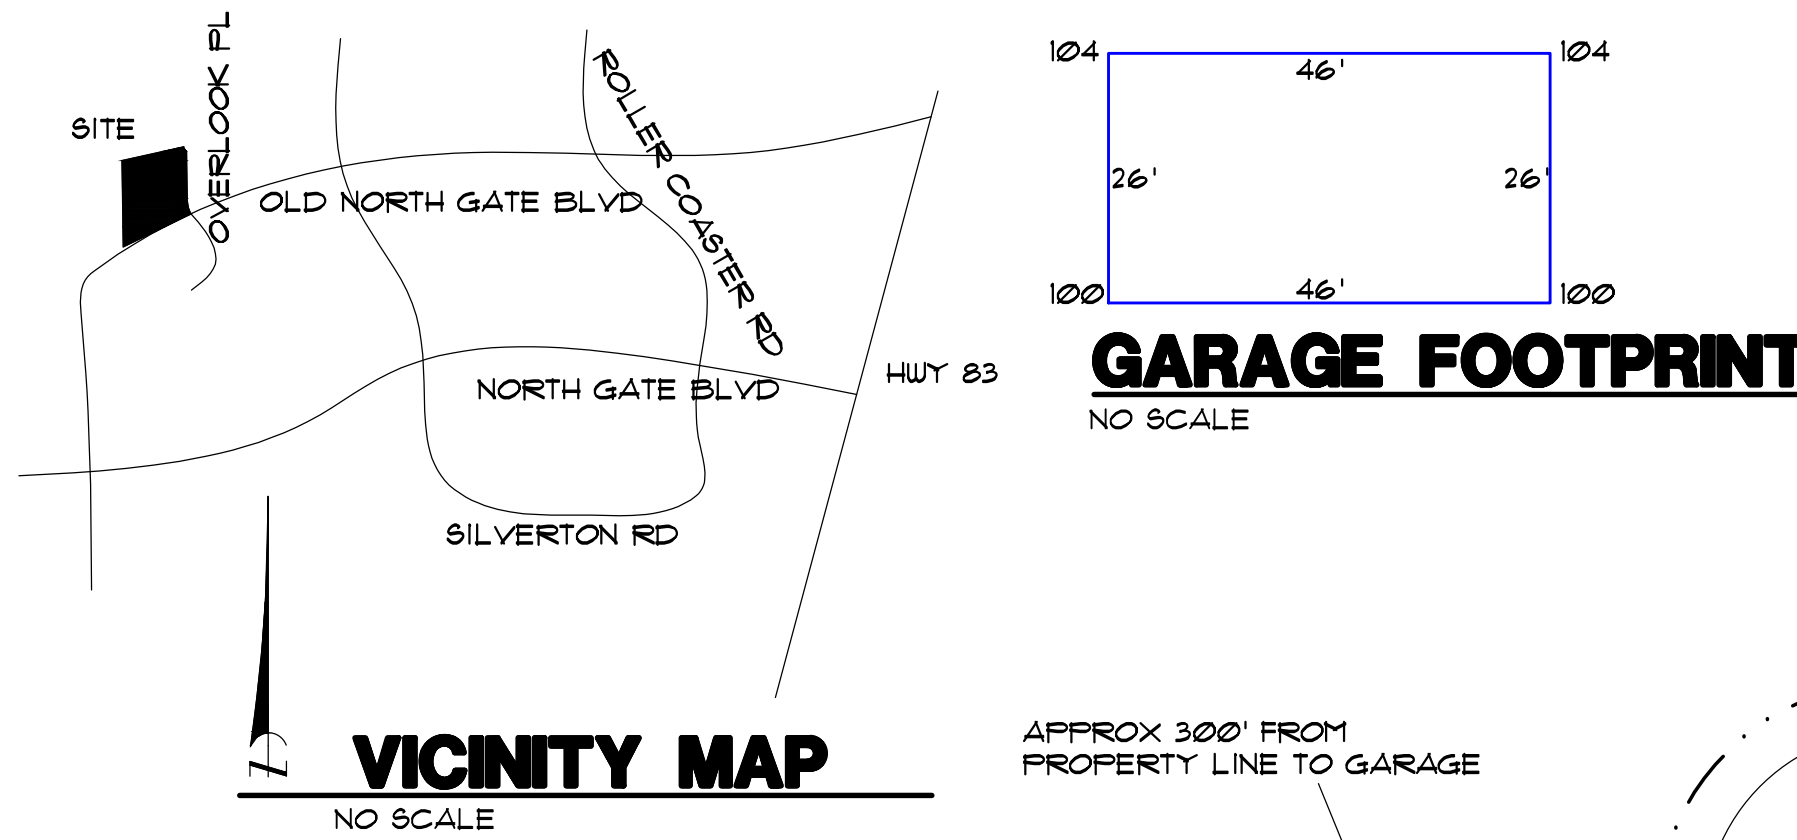 OVERLOOK PL
SITE
OLD NORTH GATE BLVD
ROLLER COASTER RD
NORTH GATE BLVD
HWY 83
SILVERTON RD
Z
VICINITY MAP
NO SCALE
104
104
46'
26'
26'
100
46'
100
GARAGE FOOTPRINT
NO SCALE
APPROX 300' FROM
PROPERTY LINE TO GARAGE